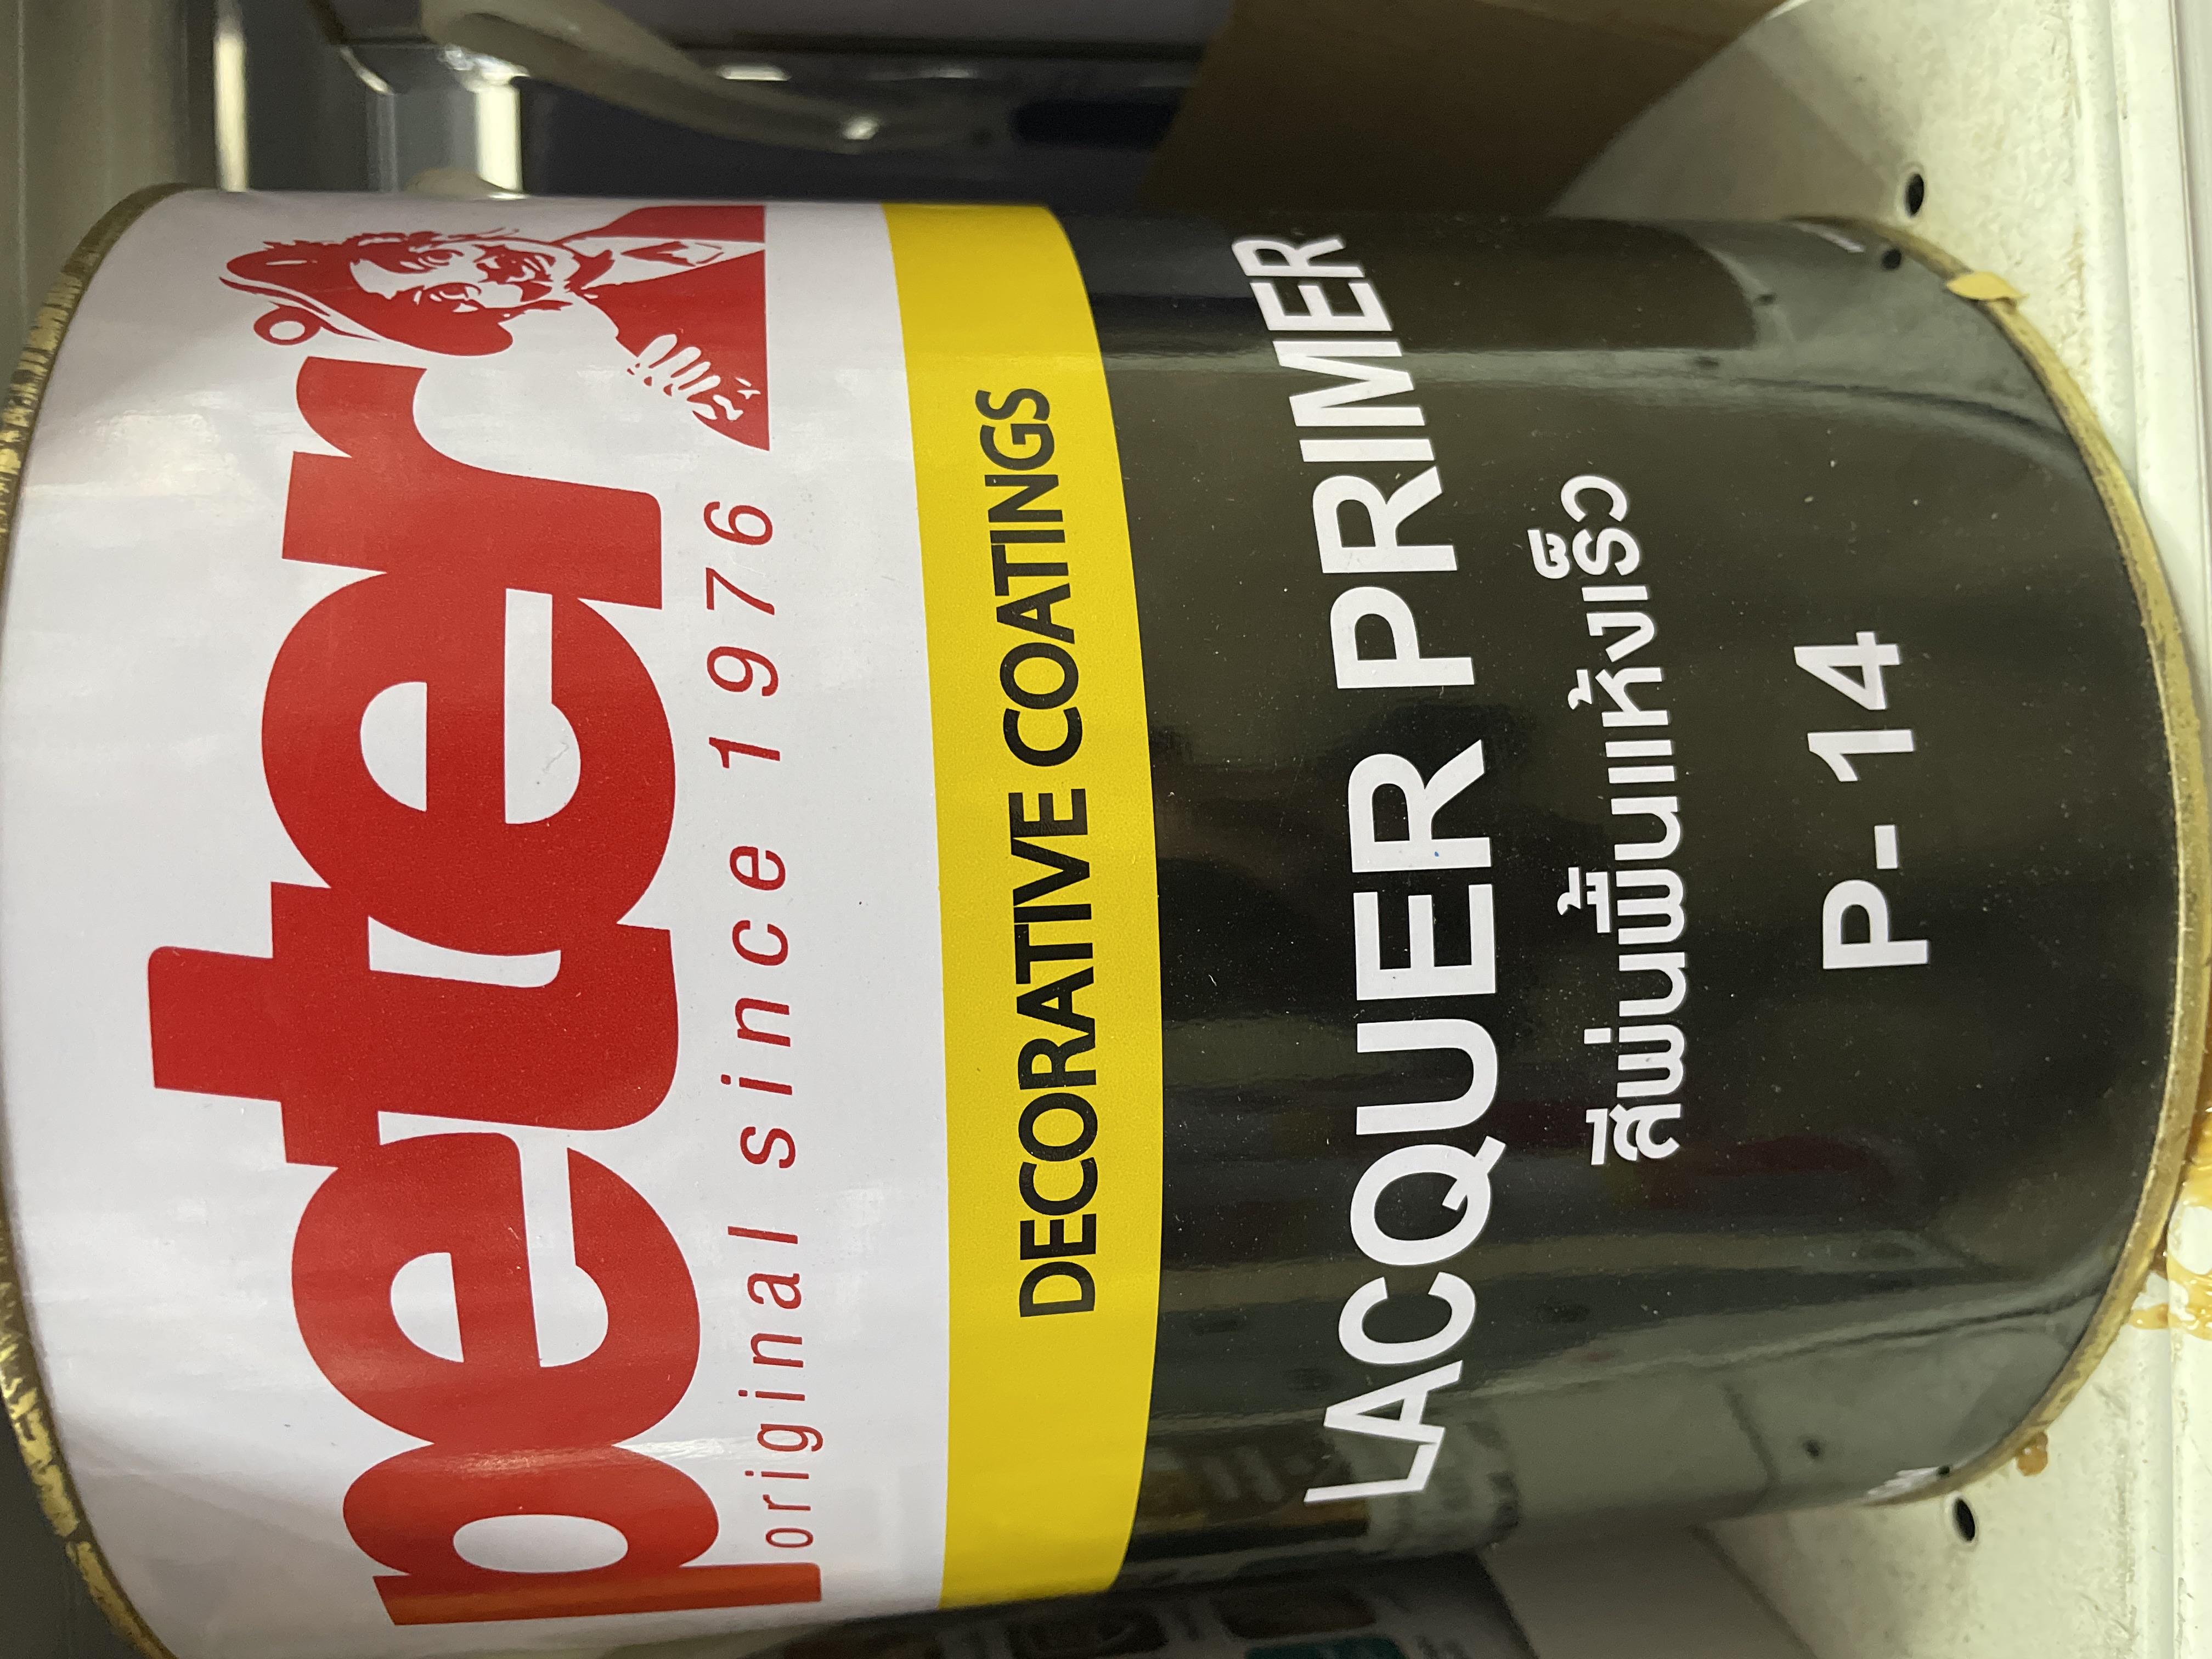 peter
original since 1976
DECORATIVE COATINGS
LACQUER PRIMER
สีพ่นพื้นแห้งเร็ว
P- 14